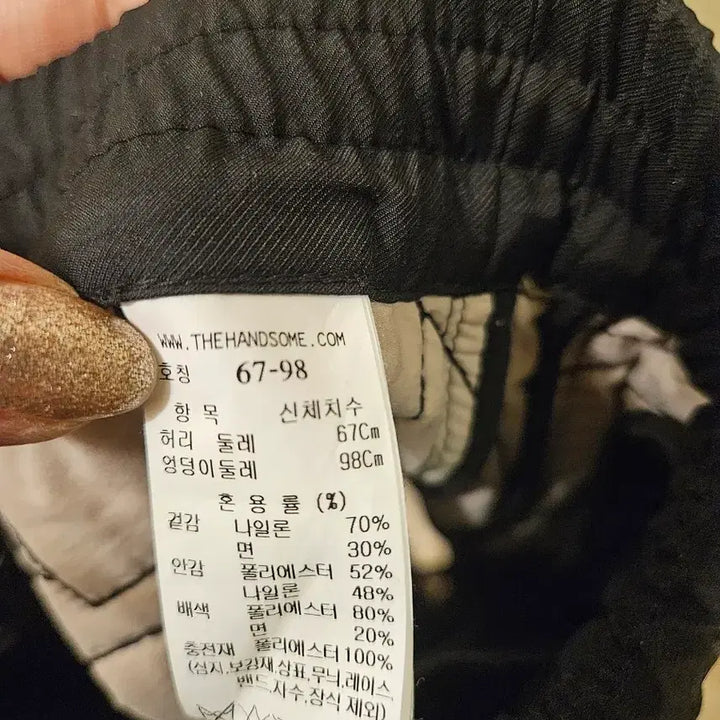 WWW.THEHANDSOME.COM
호칭 67-98
항 목 신체치수
허리 둘레 67Cm
엉덩이둘레 98Cm
혼 용 률 (%)
겉감 나일론 70%
면 30%
안감 폴리에스터 52%
나일론 48%
배색 폴리에스터 80%
면 20%
충전재 폴리에스터 100%
(심지,보강재,상표,무늬,레이스
밴드,자수,장식 제외)